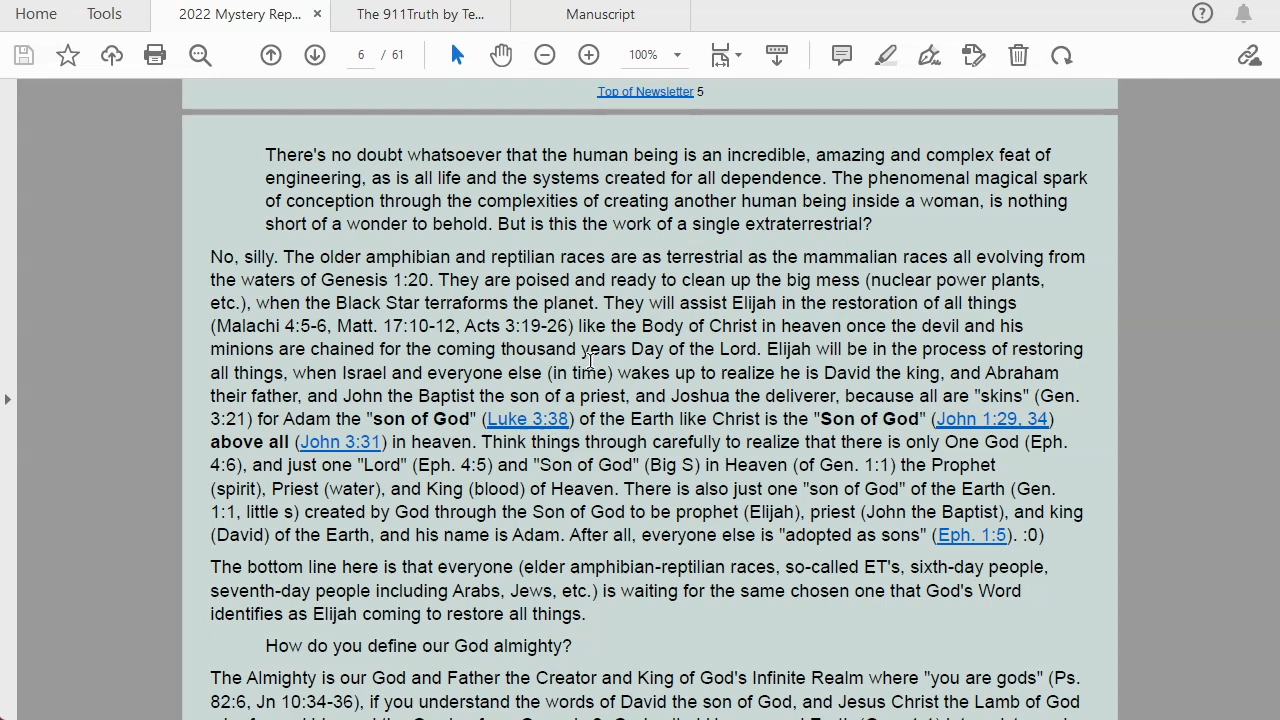 Home Tools 2022 Mystery Rep... × The 911Truth by Te... Manuscript
6 / 61 100%
Top of Newsletter 5
There's no doubt whatsoever that the human being is an incredible, amazing and complex feat of
engineering, as is all life and the systems created for all dependence. The phenomenal magical spark
of conception through the complexities of creating another human being inside a woman, is nothing
short of a wonder to behold. But is this the work of a single extraterrestrial?
No, silly. The older amphibian and reptilian races are as terrestrial as the mammalian races all evolving from
the waters of Genesis 1:20. They are poised and ready to clean up the big mess (nuclear power plants,
etc.), when the Black Star terraforms the planet. They will assist Elijah in the restoration of all things
(Malachi 4:5-6, Matt. 17:10-12, Acts 3:19-26) like the Body of Christ in heaven once the devil and his
minions are chained for the coming thousand years Day of the Lord. Elijah will be in the process of restoring
all things, when Israel and everyone else (in time) wakes up to realize he is David the king, and Abraham
their father, and John the Baptist the son of a priest, and Joshua the deliverer, because all are "skins" (Gen.
3:21) for Adam the "son of God" (Luke 3:38) of the Earth like Christ is the "Son of God" (John 1:29, 34)
above all (John 3:31) in heaven. Think things through carefully to realize that there is only One God (Eph.
4:6), and just one "Lord" (Eph. 4:5) and "Son of God" (Big S) in Heaven (of Gen. 1:1) the Prophet
(spirit), Priest (water), and King (blood) of Heaven. There is also just one "son of God" of the Earth (Gen.
1:1, little s) created by God through the Son of God to be prophet (Elijah), priest (John the Baptist), and king
(David) of the Earth, and his name is Adam. After all, everyone else is "adopted as sons" (Eph. 1:5). :0)
The bottom line here is that everyone (elder amphibian-reptilian races, so-called ET's, sixth-day people,
seventh-day people including Arabs, Jews, etc.) is waiting for the same chosen one that God's Word
identifies as Elijah coming to restore all things.
How do you define our God almighty?
The Almighty is our God and Father the Creator and King of God's Infinite Realm where "you are gods" (Ps.
82:6, Jn 10:34-36), if you understand the words of David the son of God, and Jesus Christ the Lamb of God